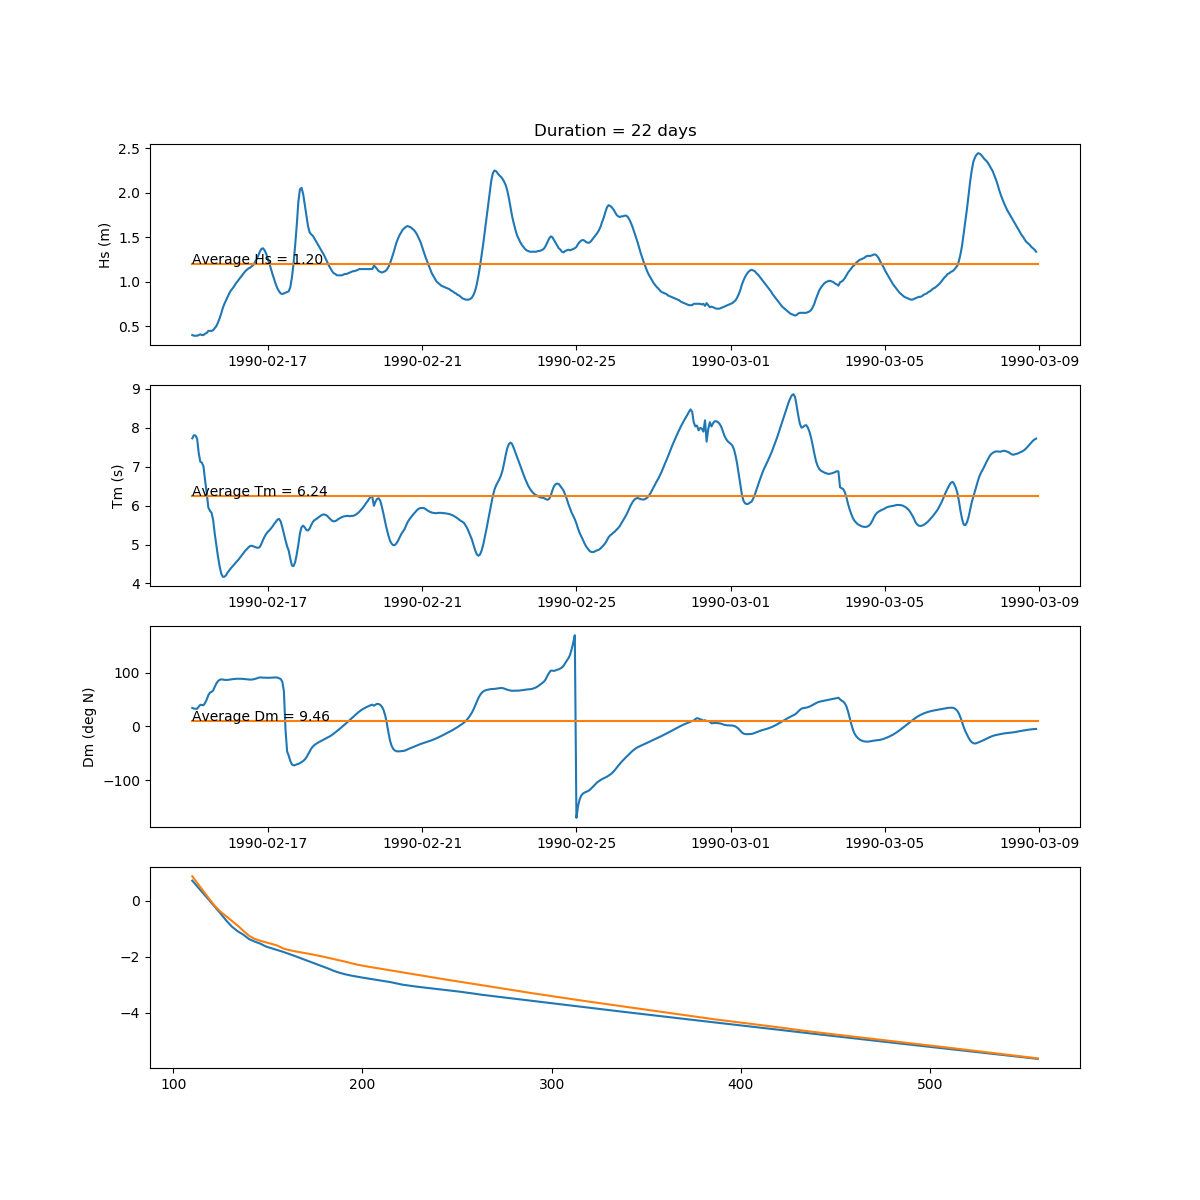 Duration = 22 days
2.5
2.0
1.5
1.0
0.5
Hs (m)
Average Hs = 1.20
1990-02-17 1990-02-21 1990-02-25 1990-03-01 1990-03-05 1990-03-09
9
8
7
6
5
4
Tm (s)
Average Tm = 6.24
1990-02-17 1990-02-21 1990-02-25 1990-03-01 1990-03-05 1990-03-09
100
0
−100
Dm (deg N)
Average Dm = 9.46
1990-02-17 1990-02-21 1990-02-25 1990-03-01 1990-03-05 1990-03-09
0
−2
−4
100 200 300 400 500